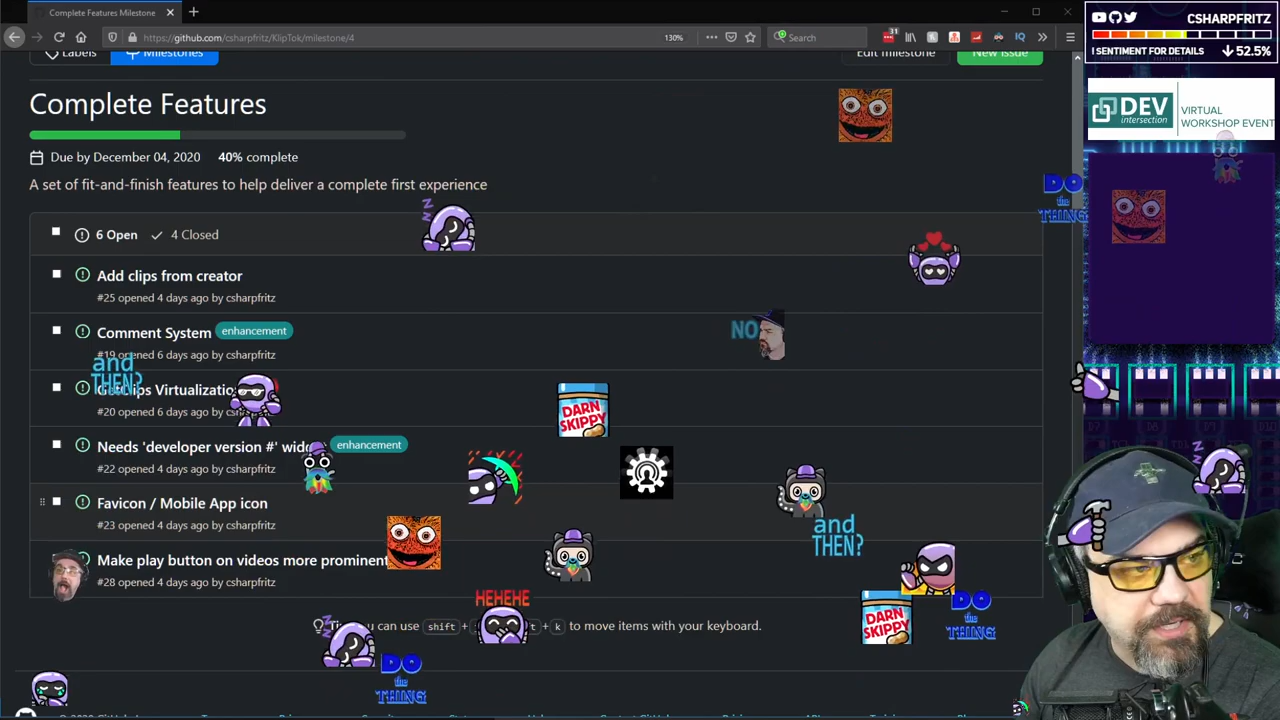 Complete Features Milestone
https://github.com/csharpfritz/KlipTok/milestone/4
130%
Search
31
CSHARPFRITZ
! SENTIMENT FOR DETAILS
52.5%
DEV
intersection
VIRTUAL
WORKSHOP EVENT
Labels
Milestones
Edit milestone
New issue
Complete Features
Due by December 04, 2020 40% complete
A set of fit-and-finish features to help deliver a complete first experience
6 Open 4 Closed
Add clips from creator
#25 opened 4 days ago by csharpfritz
Comment System enhancement
#19 opened 6 days ago by csharpfritz
Virtualization
#20 opened 6 days ago by
Needs 'developer version #' enhancement
#22 opened 4 days ago by csharpfritz
Favicon / Mobile App icon
#23 opened 4 days ago by csharpfritz
Make play button on videos more prominent
#28 opened 4 days ago by csharpfritz
you can use shift + + k to move items with your keyboard.
DO
the
THING
NO
and
THEN?
DARN
SKIPPY
and
THEN?
HEHEHE
DARN
SKIPPY
DO
the
THING
DO
the
THING